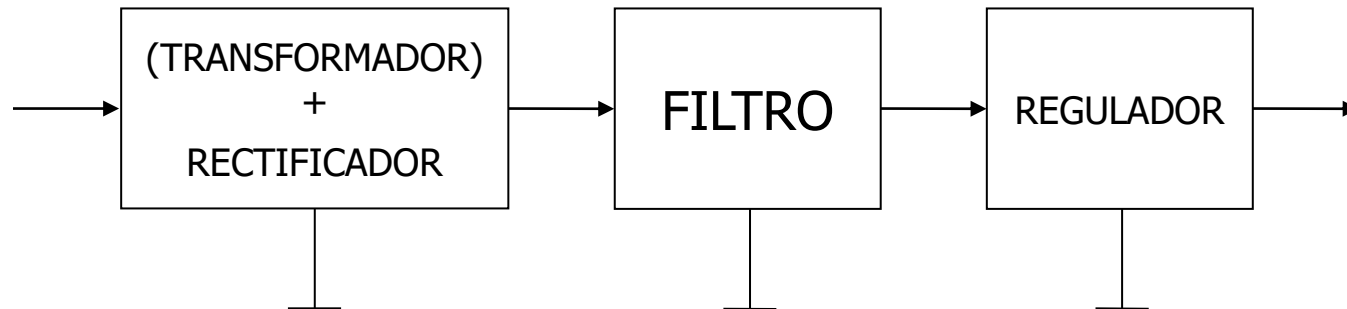 (TRANSFORMADOR)
+
RECTIFICADOR
FILTRO
REGULADOR